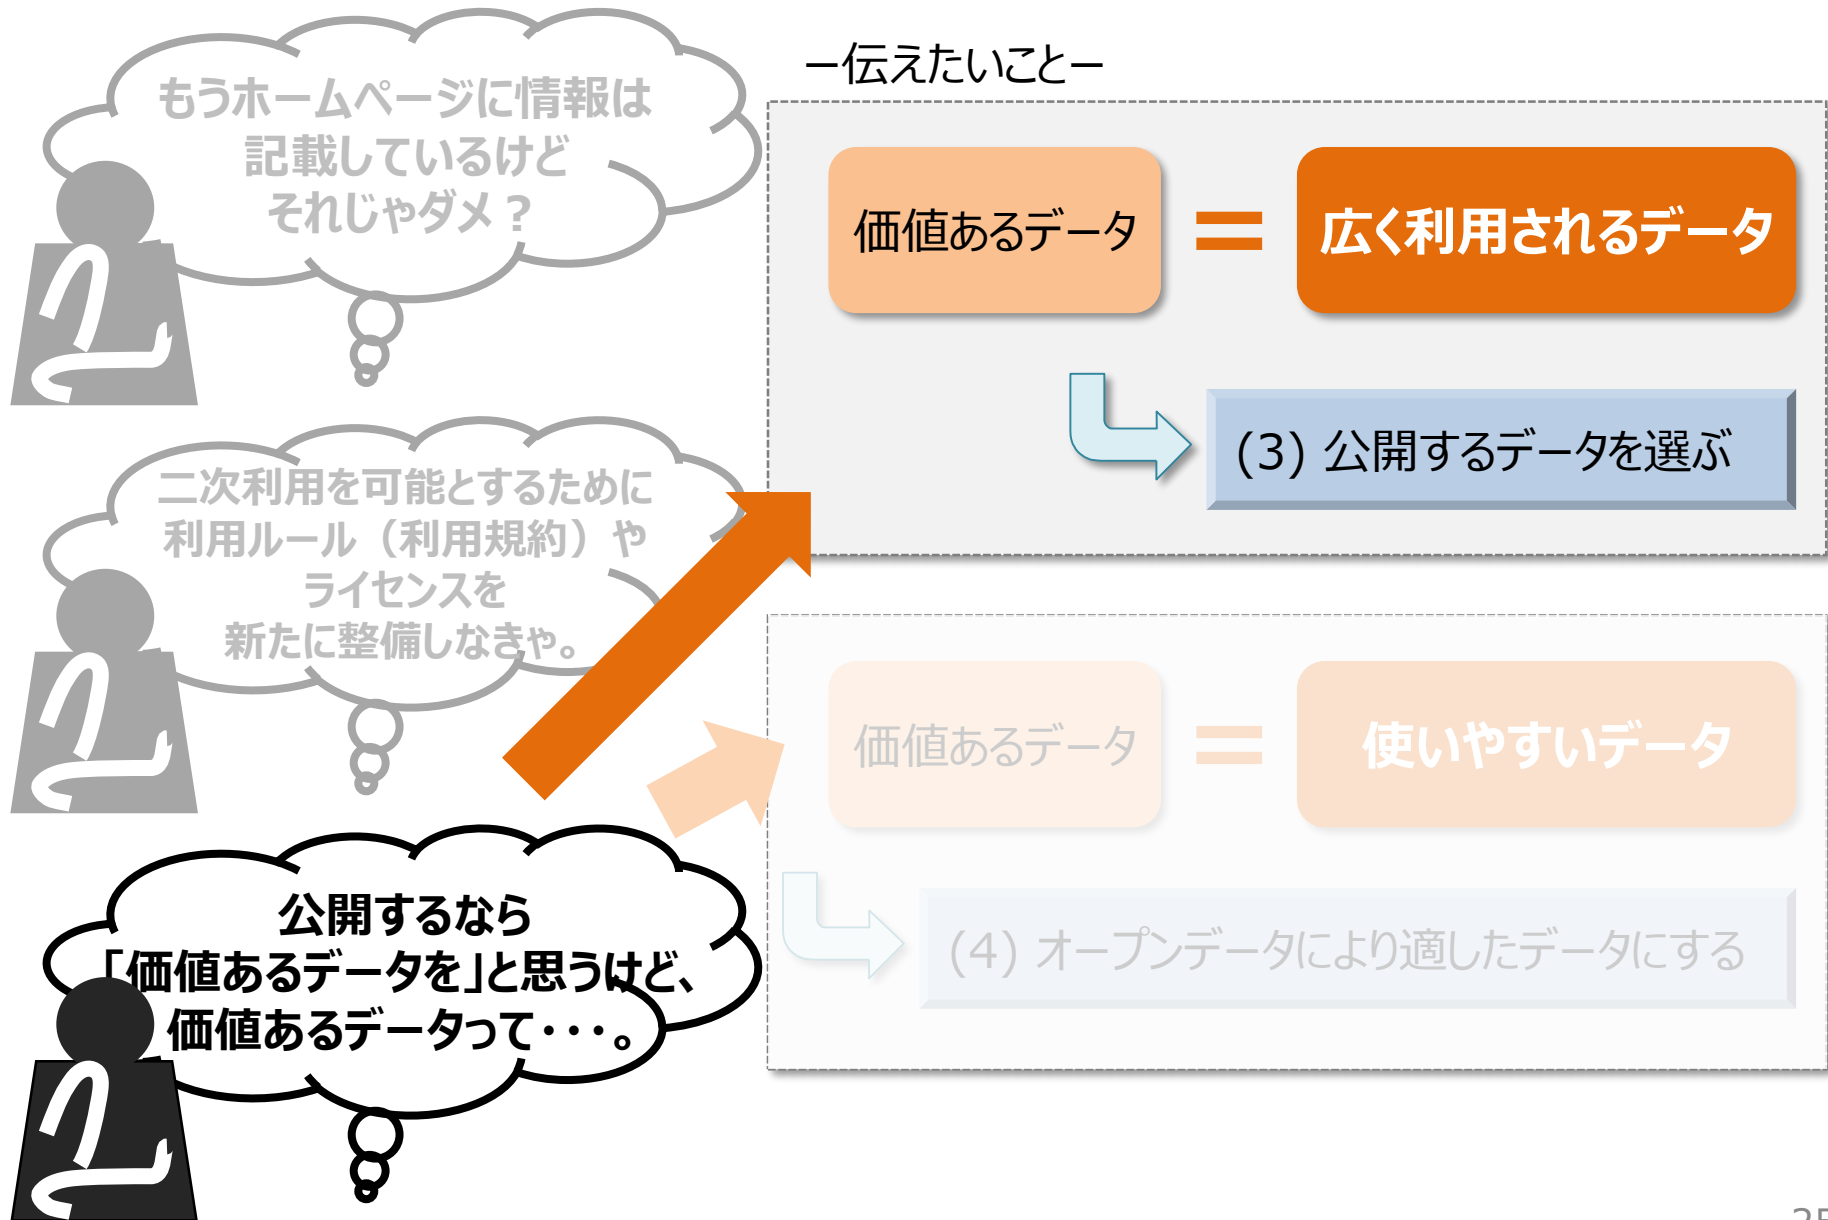 もうホームページに情報は
記載しているけど
それじゃダメ？
二次利用を可能とするために
利用ルール（利用規約）や
ライセンスを
新たに整備しなきゃ。
公開するなら
「価値あるデータを」と思うけど、
価値あるデータって・・・。
ー伝えたいことー
価値あるデータ
＝
広く利用されるデータ
(3) 公開するデータを選ぶ
価値あるデータ
＝
使いやすいデータ
(4) オープンデータにより適したデータにする